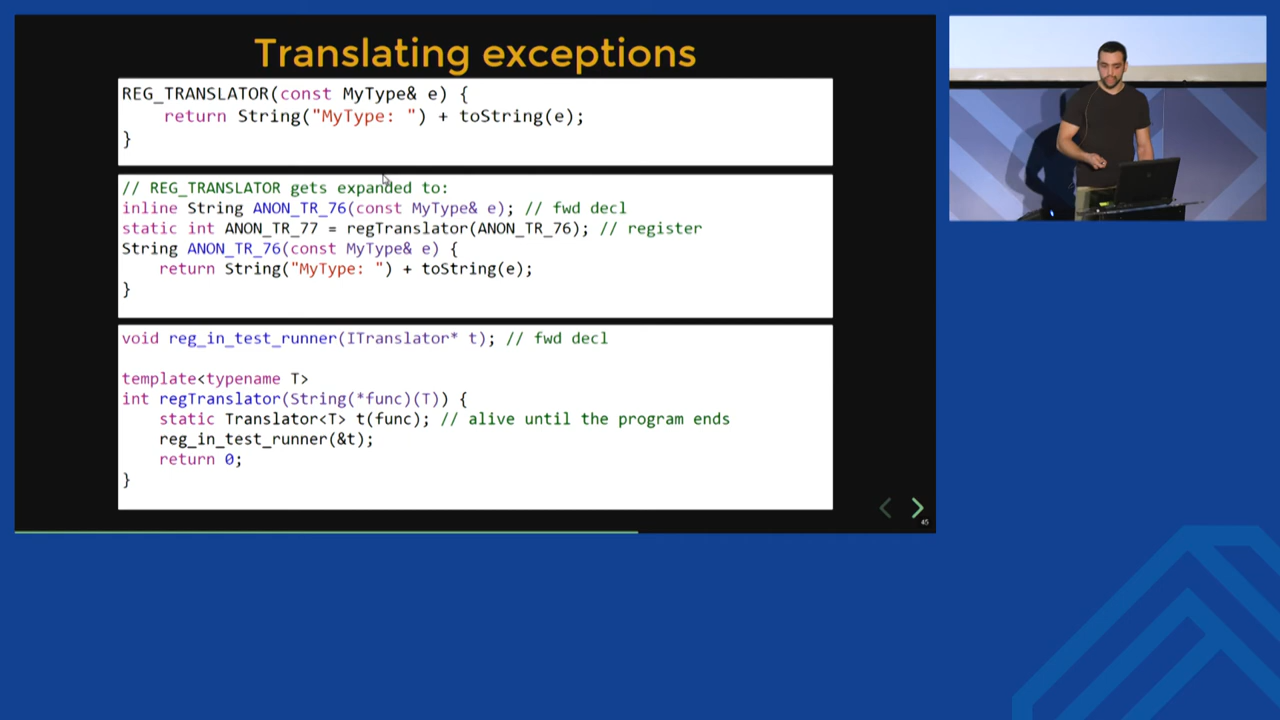 Translating exceptions
REG_TRANSLATOR(const MyType& e) {
    return String("MyType: ") + toString(e);
}
// REG_TRANSLATOR gets expanded to:
inline String ANON_TR_76(const MyType& e); // fwd decl
static int ANON_TR_77 = regTranslator(ANON_TR_76); // register
String ANON_TR_76(const MyType& e) {
    return String("MyType: ") + toString(e);
}
void reg_in_test_runner(ITranslator* t); // fwd decl
template<typename T>
int regTranslator(String(*func)(T)) {
    static Translator<T> t(func); // alive until the program ends
    reg_in_test_runner(&t);
    return 0;
}
45